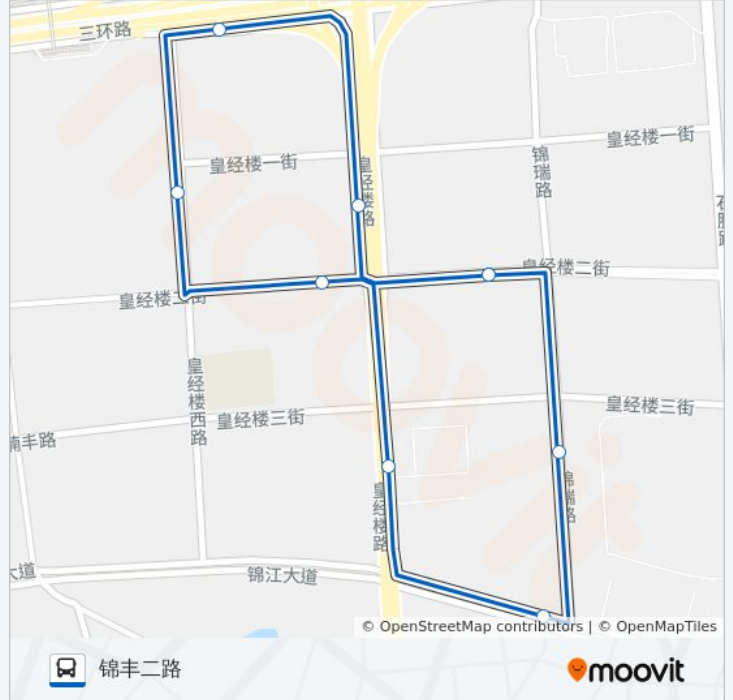 三环路
皇经楼一街
皇经楼一街
皇经楼路
锦瑞路
皇经楼二街
皇经楼二街
皇经楼西路
皇经楼三街
皇经楼三街
丰路
锦瑞路
皇经楼路
大道
锦江大道
© OpenStreetMap contributors | © OpenMapTiles
锦丰二路
moovit